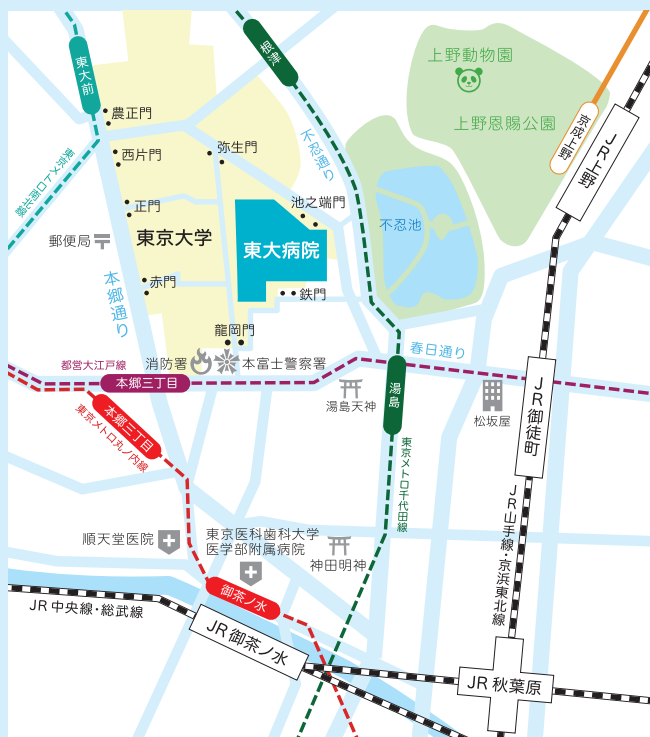 根津
上野動物園
東大前
京成上野
農正門
上野恩賜公園
JR上野
西片門
弥生門
不忍通り
東京メトロ南北線
正門
池之端門
東京大学
不忍池
郵便局
東大病院
赤門
鉄門
本郷通り
龍岡門
春日通り
都営大江戸線
消防署
本富士警察署
本郷三丁目
湯島
JR御徒町
本郷三丁目
湯島天神
松坂屋
東京メトロ丸ノ内線
東京メトロ千代田線
JR山手線・京浜東北線
順天堂医院
東京医科歯科大学
医学部附属病院
神田明神
御茶ノ水
JR中央線・総武線
JR御茶ノ水
JR秋葉原